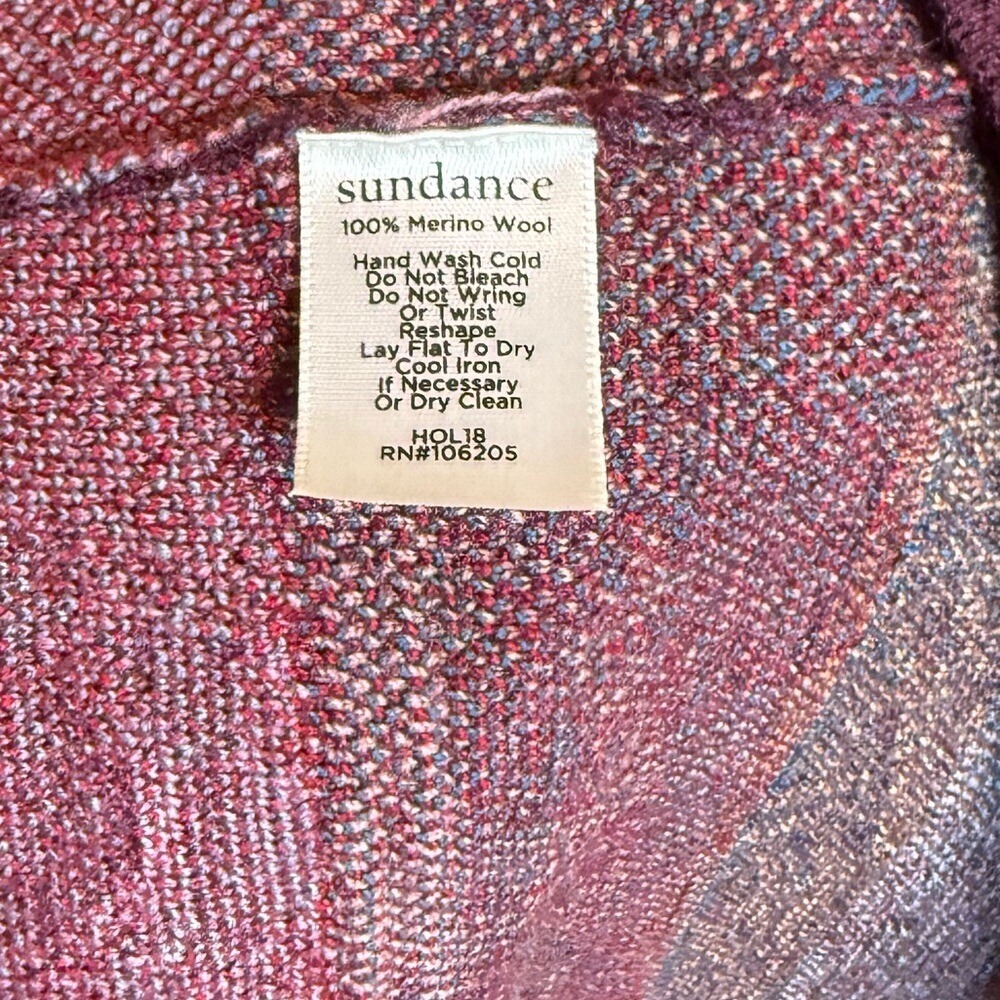 sundance
100% Merino Wool
Hand Wash Cold
Do Not Bleach
Do Not Wring
Or Twist
Reshape
Lay Flat To Dry
Cool Iron
If Necessary
Or Dry Clean
HOL18
RN#106205